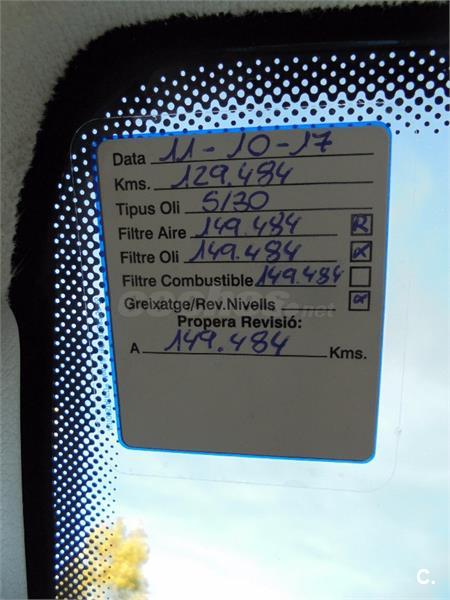 Data 11-10-17
Kms. 129.484
Tipus Oli 5/30
Filtre Aire 149.484
Filtre Oli 149.484
Filtre Combustible 149.484
Greixatge/Rev.Nivells
Propera Revisió:
A 149.484 Kms.
c.